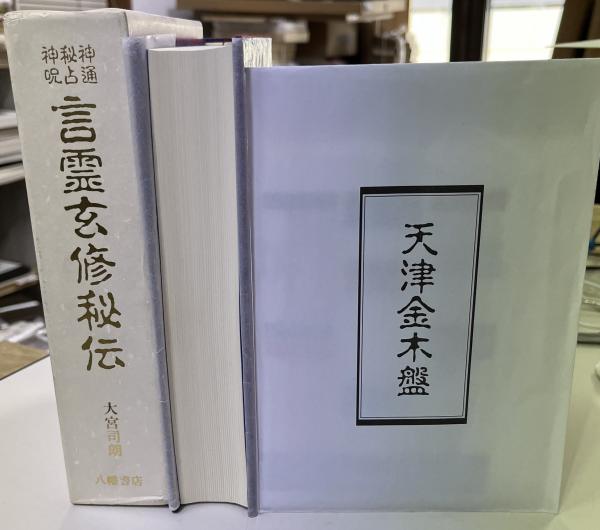 神通
秘占
神呪
言霊玄修秘伝
大宮司朗
八幡書店
天津金木盤